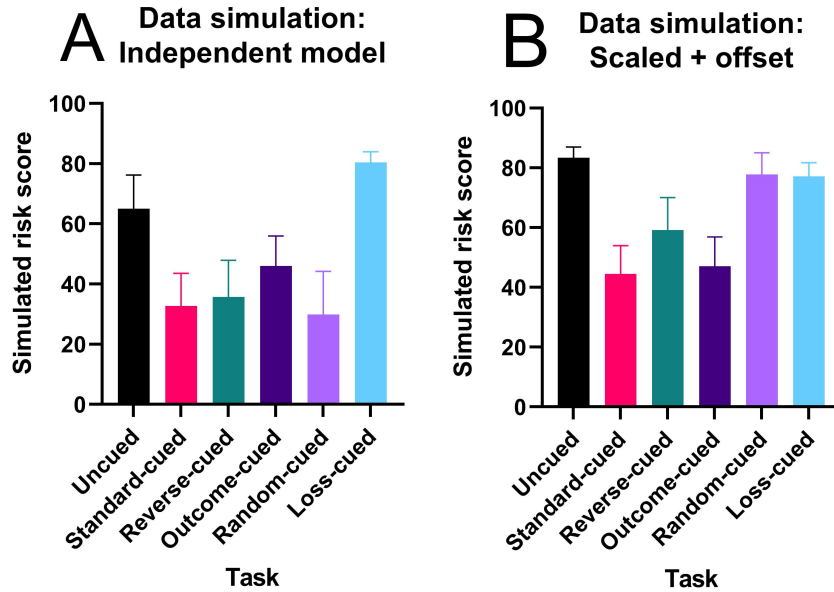 A
Data simulation:
Independent model
Simulated risk score
100
80
60
40
20
0
Uncued
Standard-cued
Reverse-cued
Outcome-cued
Random-cued
Loss-cued
Task
B
Data simulation:
Scaled + offset
Simulated risk score
100
80
60
40
20
0
Uncued
Standard-cued
Reverse-cued
Outcome-cued
Random-cued
Loss-cued
Task